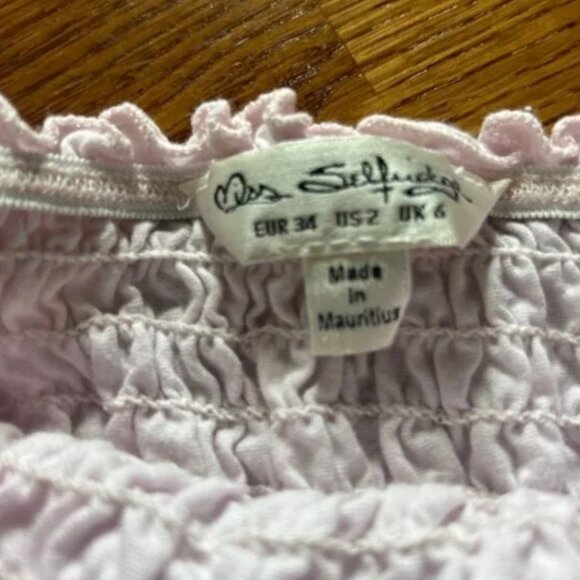 Miss Selfridge
EUR 34 US 2 UK 6
Made
in
Mauritius